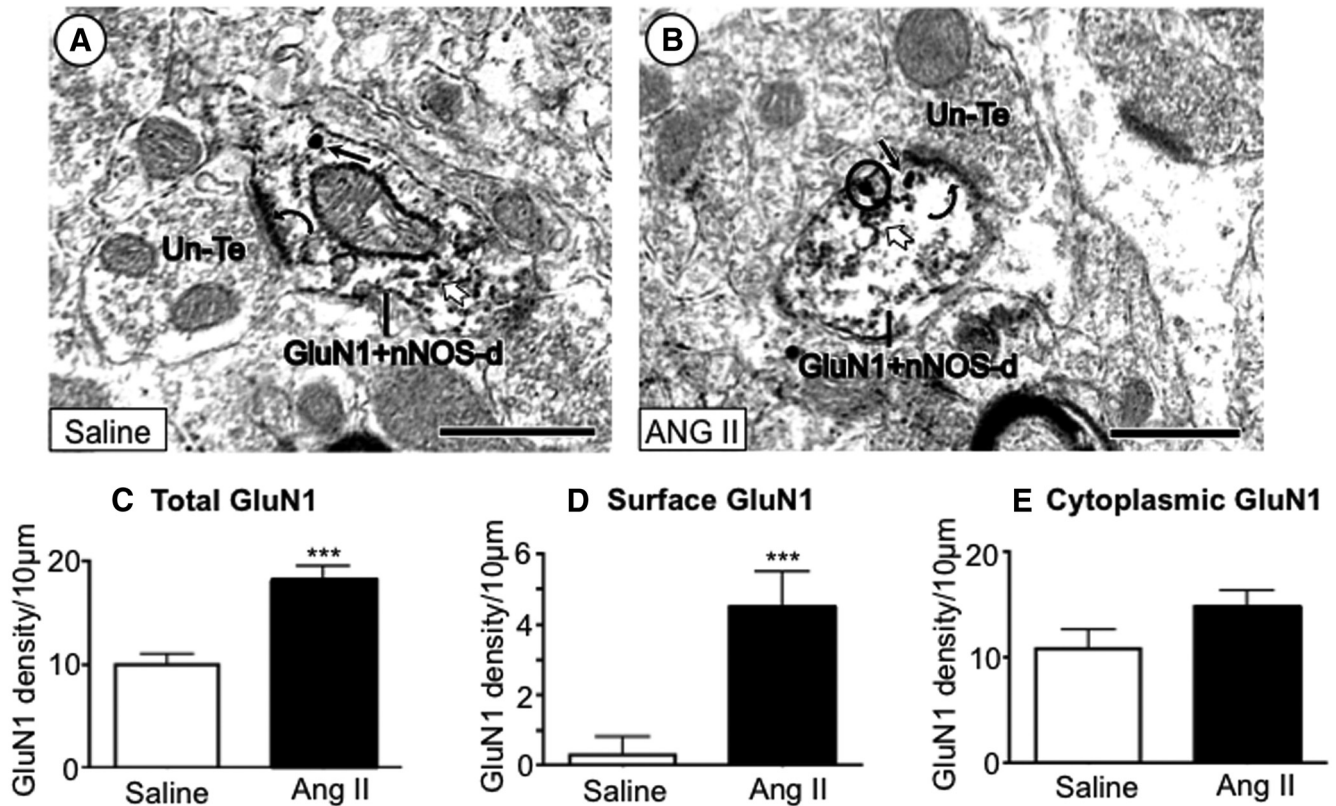 A
B
Un-Te
Un-Te
GluN1+nNOS-d
GluN1+nNOS-d
Saline
ANG II
C Total GluN1
GluN1 density/10µm
20
***
10
0
Saline
Ang II
D Surface GluN1
GluN1 density/10µm
6
***
4
2
0
Saline
Ang II
E Cytoplasmic GluN1
GluN1 density/10µm
20
10
0
Saline
Ang II